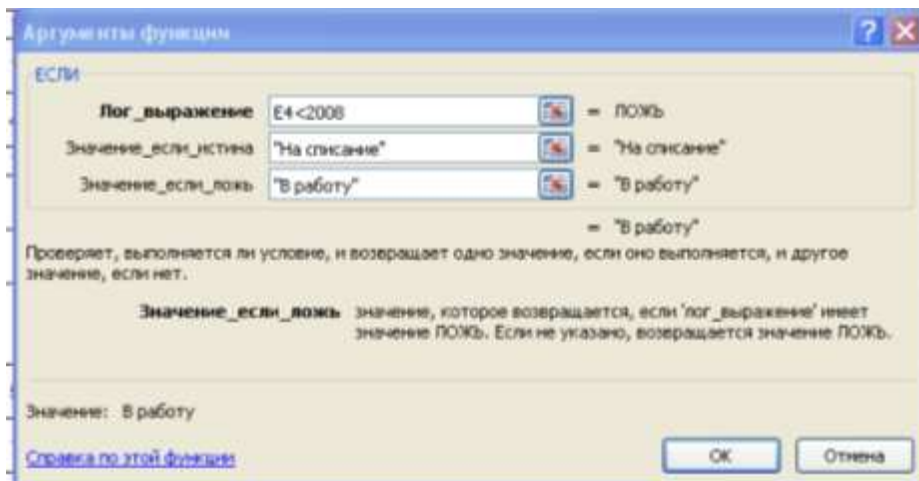 Аргументы функции
ЕСЛИ
Лог_выражение E4<2008 = ЛОЖЬ
Значение_если_истина "На списание" = "На списание"
Значение_если_ложь "В работу" = "В работу"
= "В работу"
Проверяет, выполняется ли условие, и возвращает одно значение, если оно выполняется, и другое
значение, если нет.
Значение_если_ложь значение, которое возвращается, если 'лог_выражение' имеет
значение ЛОЖЬ. Если не указано, возвращается значение ЛОЖЬ.
Значение: В работу
Справка по этой функции ОК Отмена